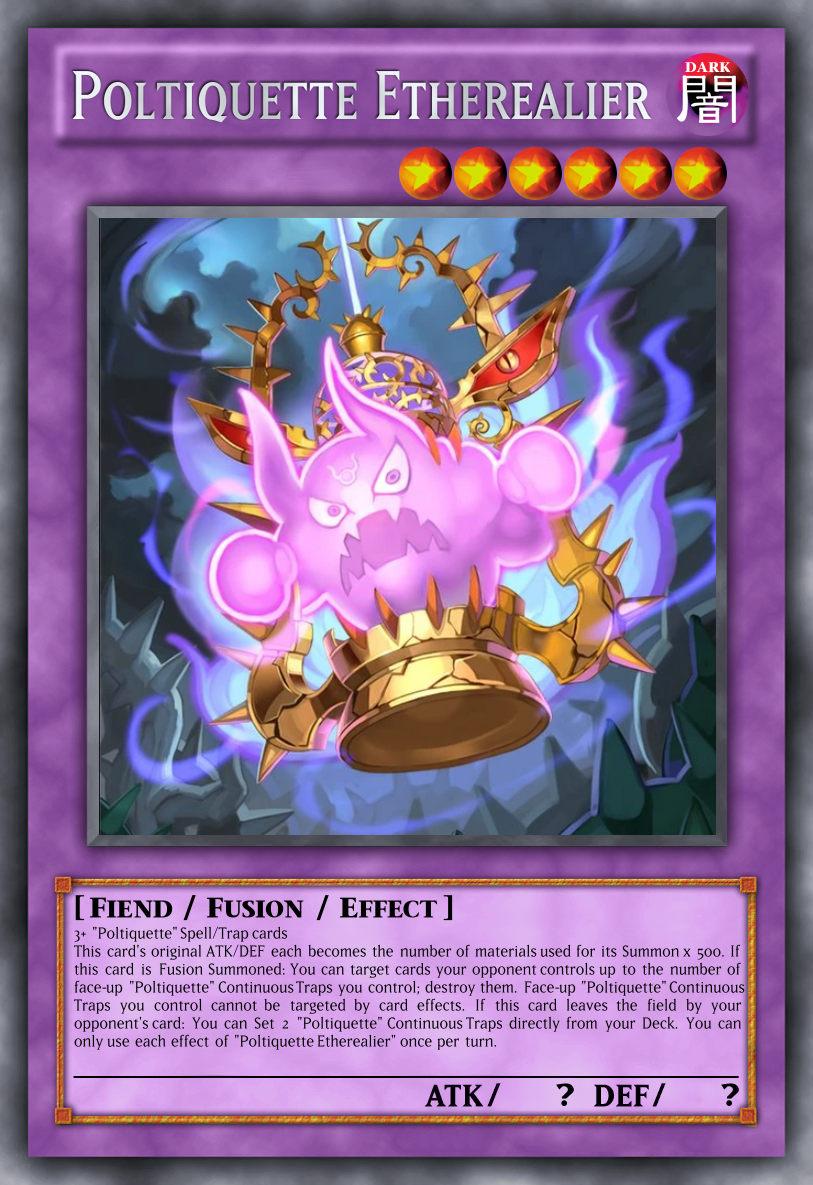 Poltiquette Etherealier
DARK
闇
[ Fiend / Fusion / Effect ]
3+ "Poltiquette" Spell/Trap cards
This card's original ATK/DEF each becomes the number of materials used for its Summon x 500. If
this card is Fusion Summoned: You can target cards your opponent controls up to the number of
face-up "Poltiquette" Continuous Traps you control; destroy them. Face-up "Poltiquette" Continuous
Traps you control cannot be targeted by card effects. If this card leaves the field by your
opponent's card: You can Set 2 "Poltiquette" Continuous Traps directly from your Deck. You can
only use each effect of "Poltiquette Etherealier" once per turn.
ATK/ ? DEF/ ?